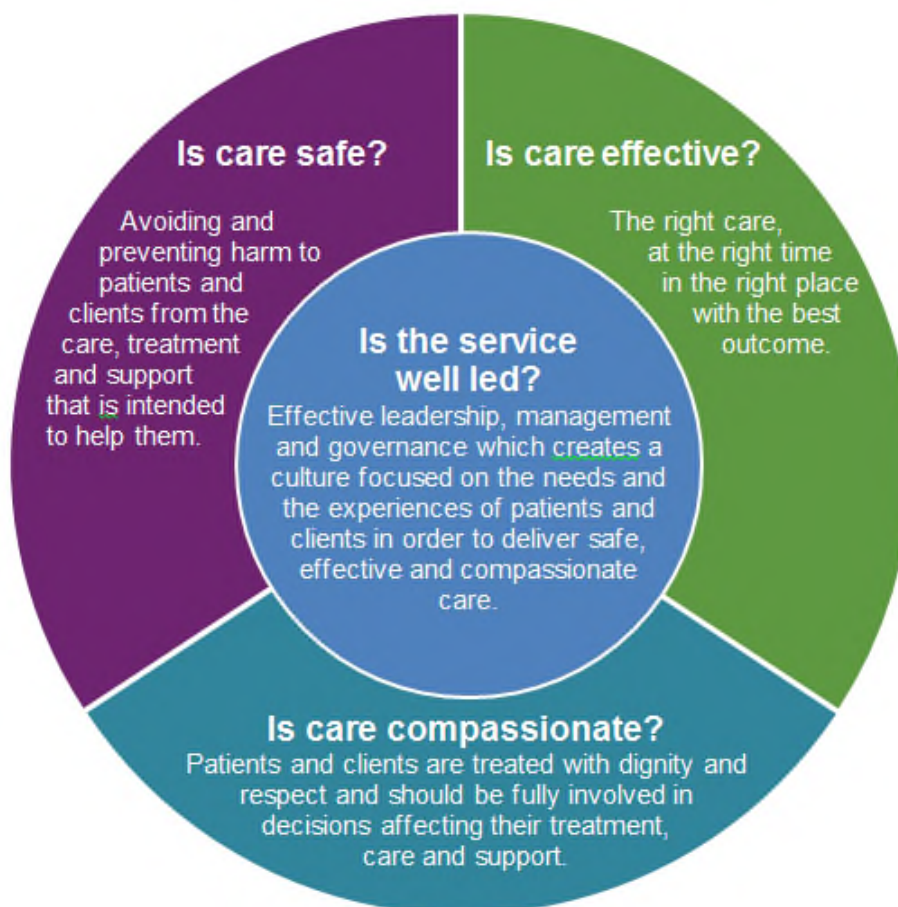 Is care safe?
Avoiding and
preventing harm to
patients and
clients from the
care, treatment
and support
that is intended
to help them.
Is care effective?
The right care,
at the right time
in the right place
with the best
outcome.
Is the service
well led?
Effective leadership, management
and governance which creates a
culture focused on the needs and
the experiences of patients and
clients in order to deliver safe,
effective and compassionate
care.
Is care compassionate?
Patients and clients are treated with dignity and
respect and should be fully involved in
decisions affecting their treatment,
care and support.